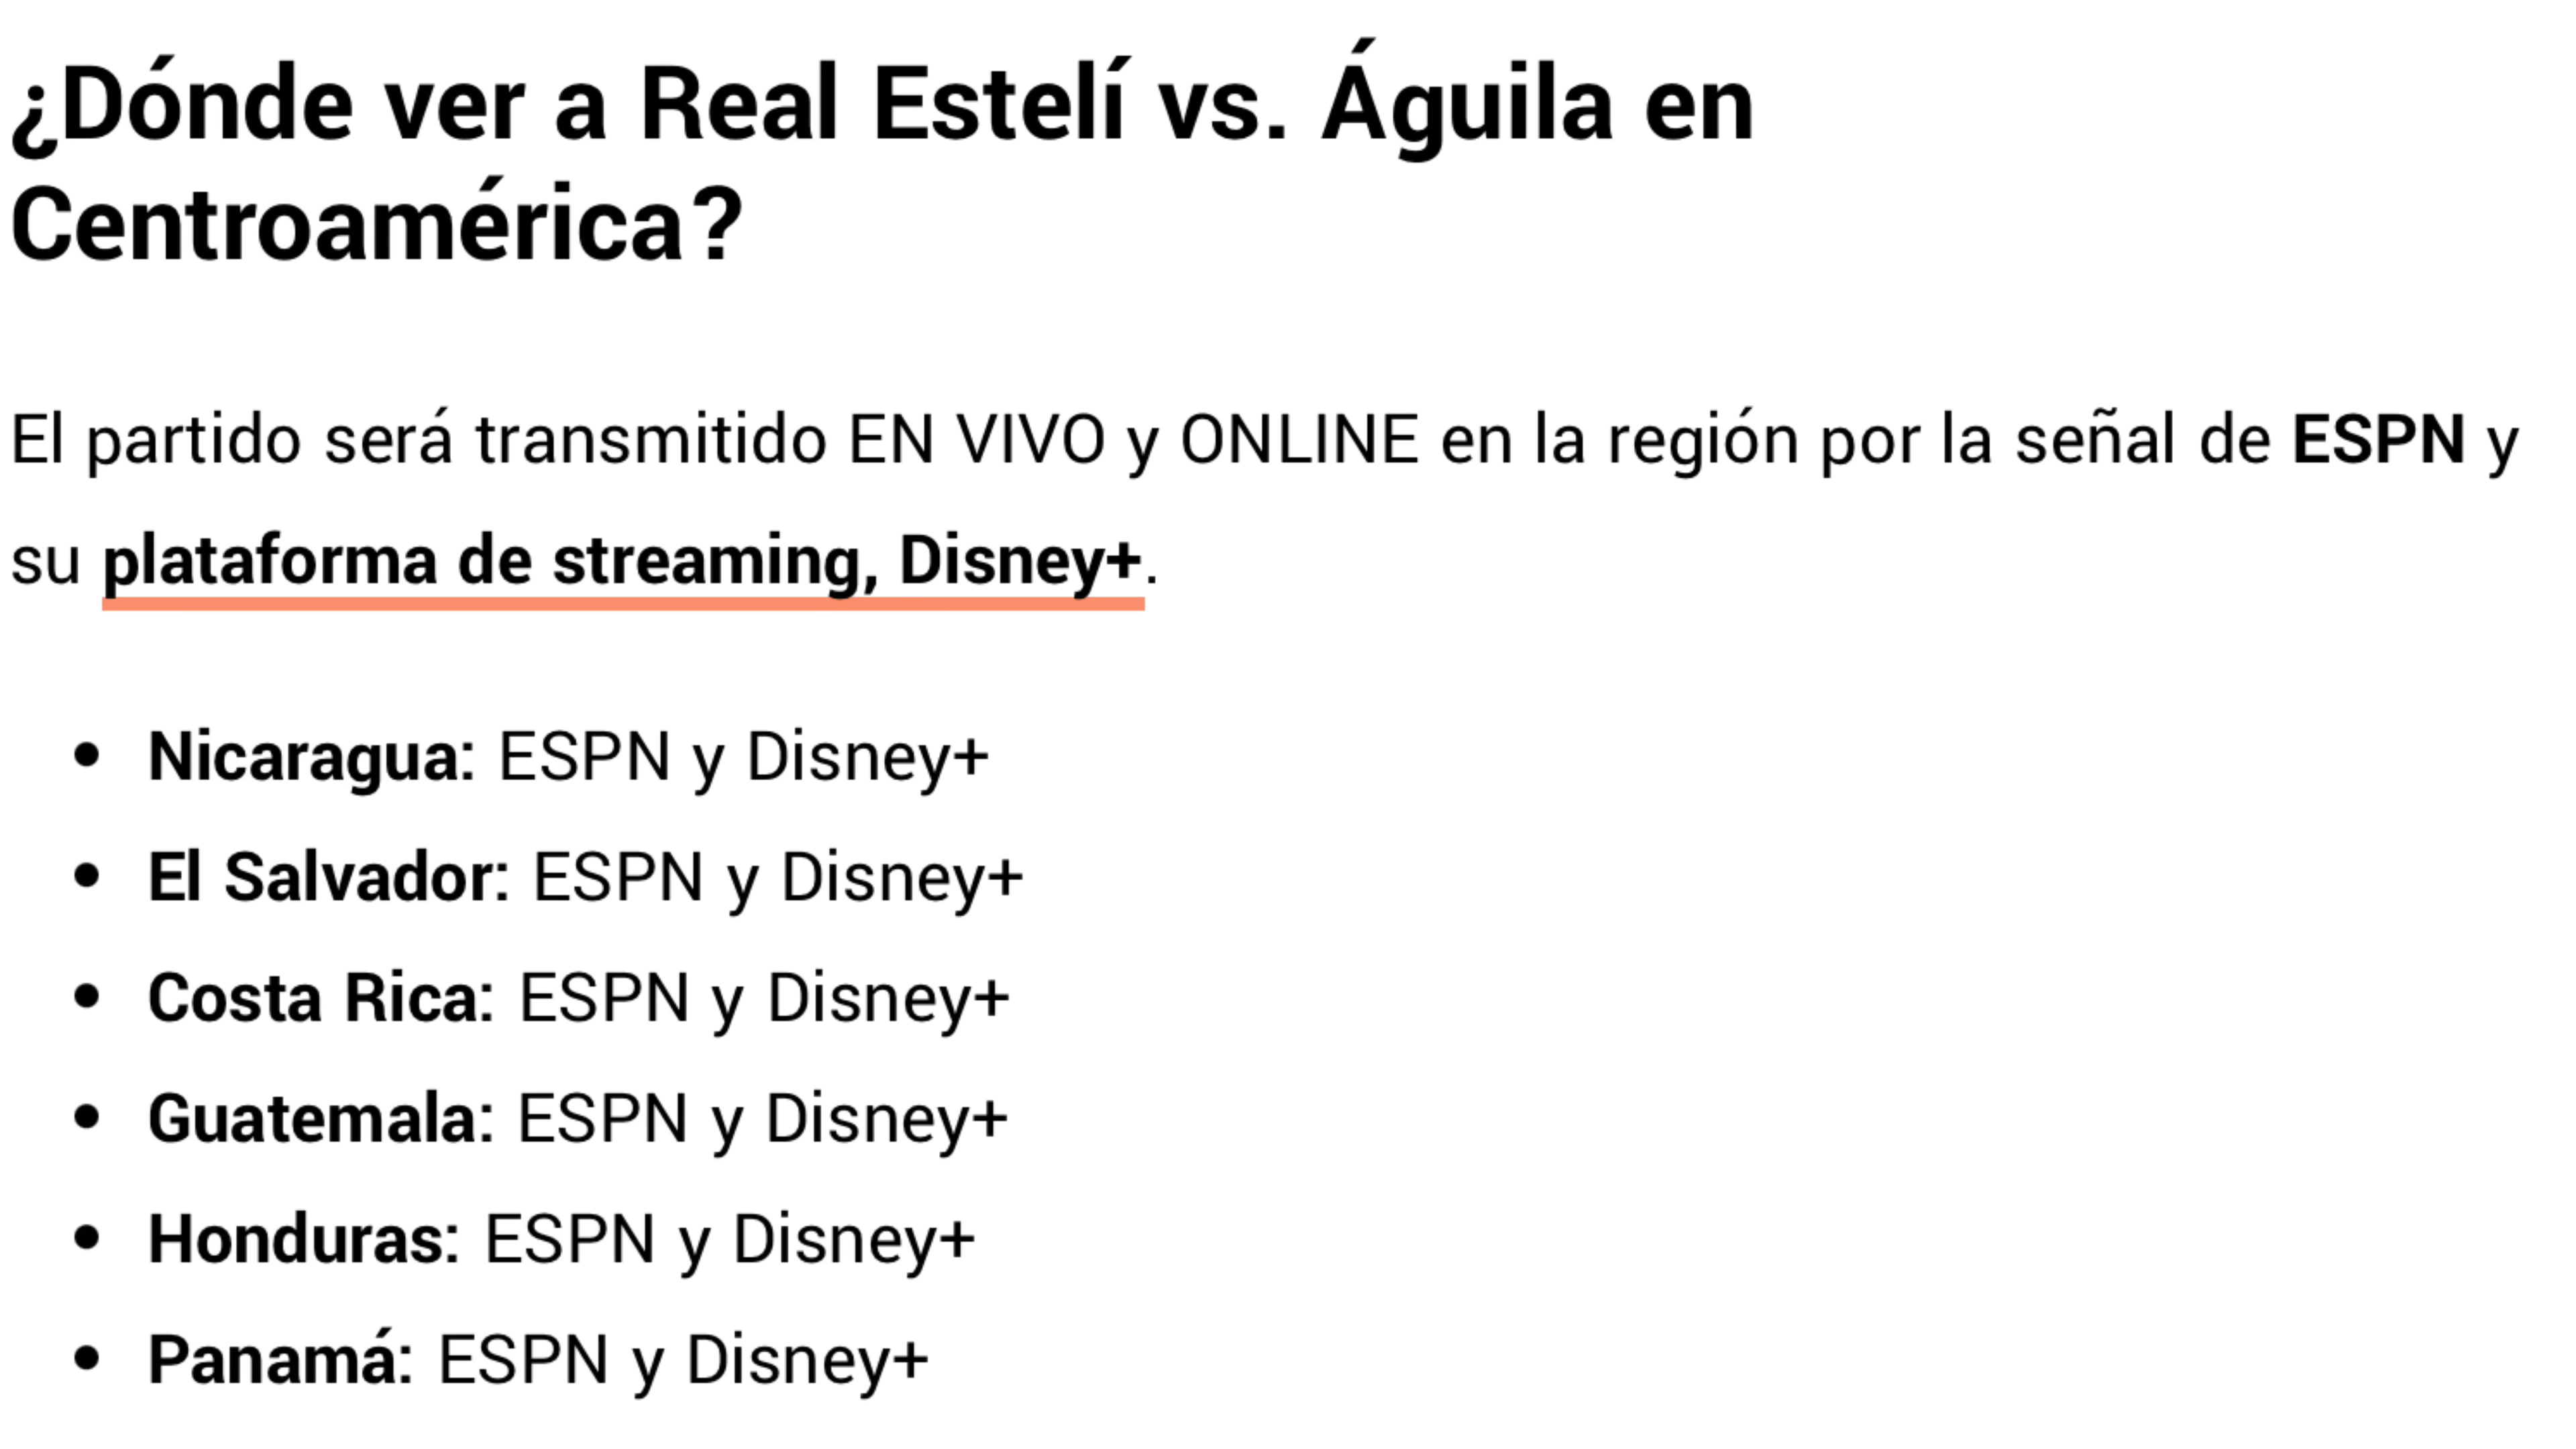 ¿Dónde ver a Real Estelí vs. Águila en
Centroamérica?
El partido será transmitido EN VIVO y ONLINE en la región por la señal de ESPN y
su plataforma de streaming, Disney+.
• Nicaragua: ESPN y Disney+
• El Salvador: ESPN y Disney+
• Costa Rica: ESPN y Disney+
• Guatemala: ESPN y Disney+
• Honduras: ESPN y Disney+
• Panamá: ESPN y Disney+